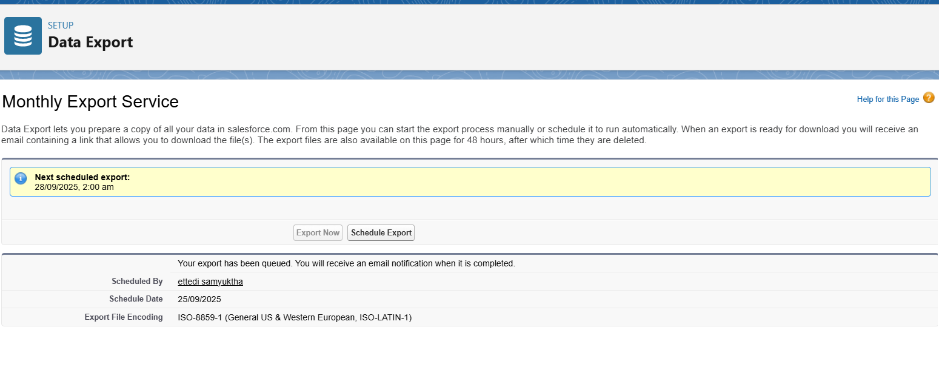 SETUP
Data Export
Monthly Export Service
Help for this Page ?
Data Export lets you prepare a copy of all your data in salesforce.com. From this page you can start the export process manually or schedule it to run automatically. When an export is ready for download you will receive an
email containing a link that allows you to download the file(s). The export files are also available on this page for 48 hours, after which time they are deleted.
i Next scheduled export:
28/09/2025, 2:00 am
Export Now Schedule Export
Your export has been queued. You will receive an email notification when it is completed.
Scheduled By ettedi samyuktha
Schedule Date 25/09/2025
Export File Encoding ISO-8859-1 (General US & Western European, ISO-LATIN-1)